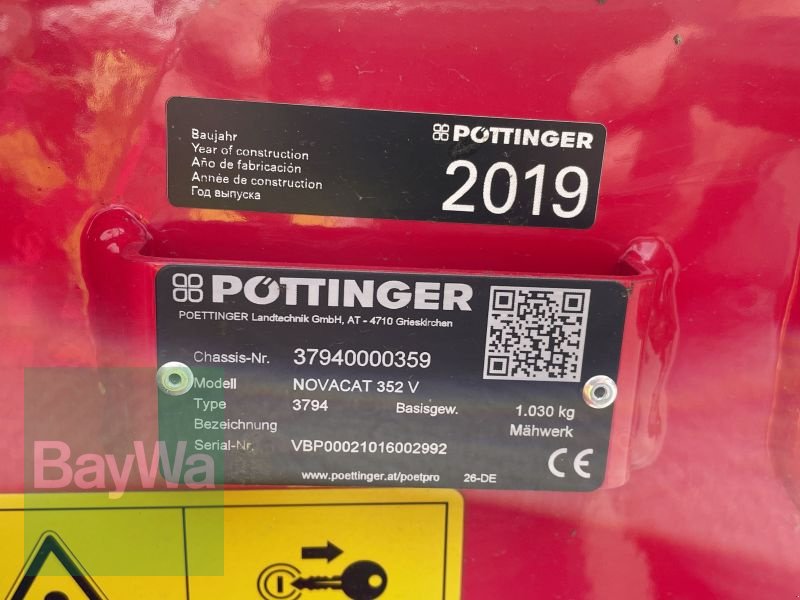 Baujahr
Year of construction
Año de fabricación
Année de construction
Год выпуска
PÖTTINGER
2019
PÖTTINGER
POETTINGER Landtechnik GmbH, AT - 4710 Grieskirchen
Chassis-Nr. 37940000359
Modell NOVACAT 352 V
Type 3794 Basisgew. 1.030 kg
Bezeichnung Mähwerk
Serial-Nr. VBP00021016002992
CE
www.poettinger.at/poetpro 26-DE
BayWa